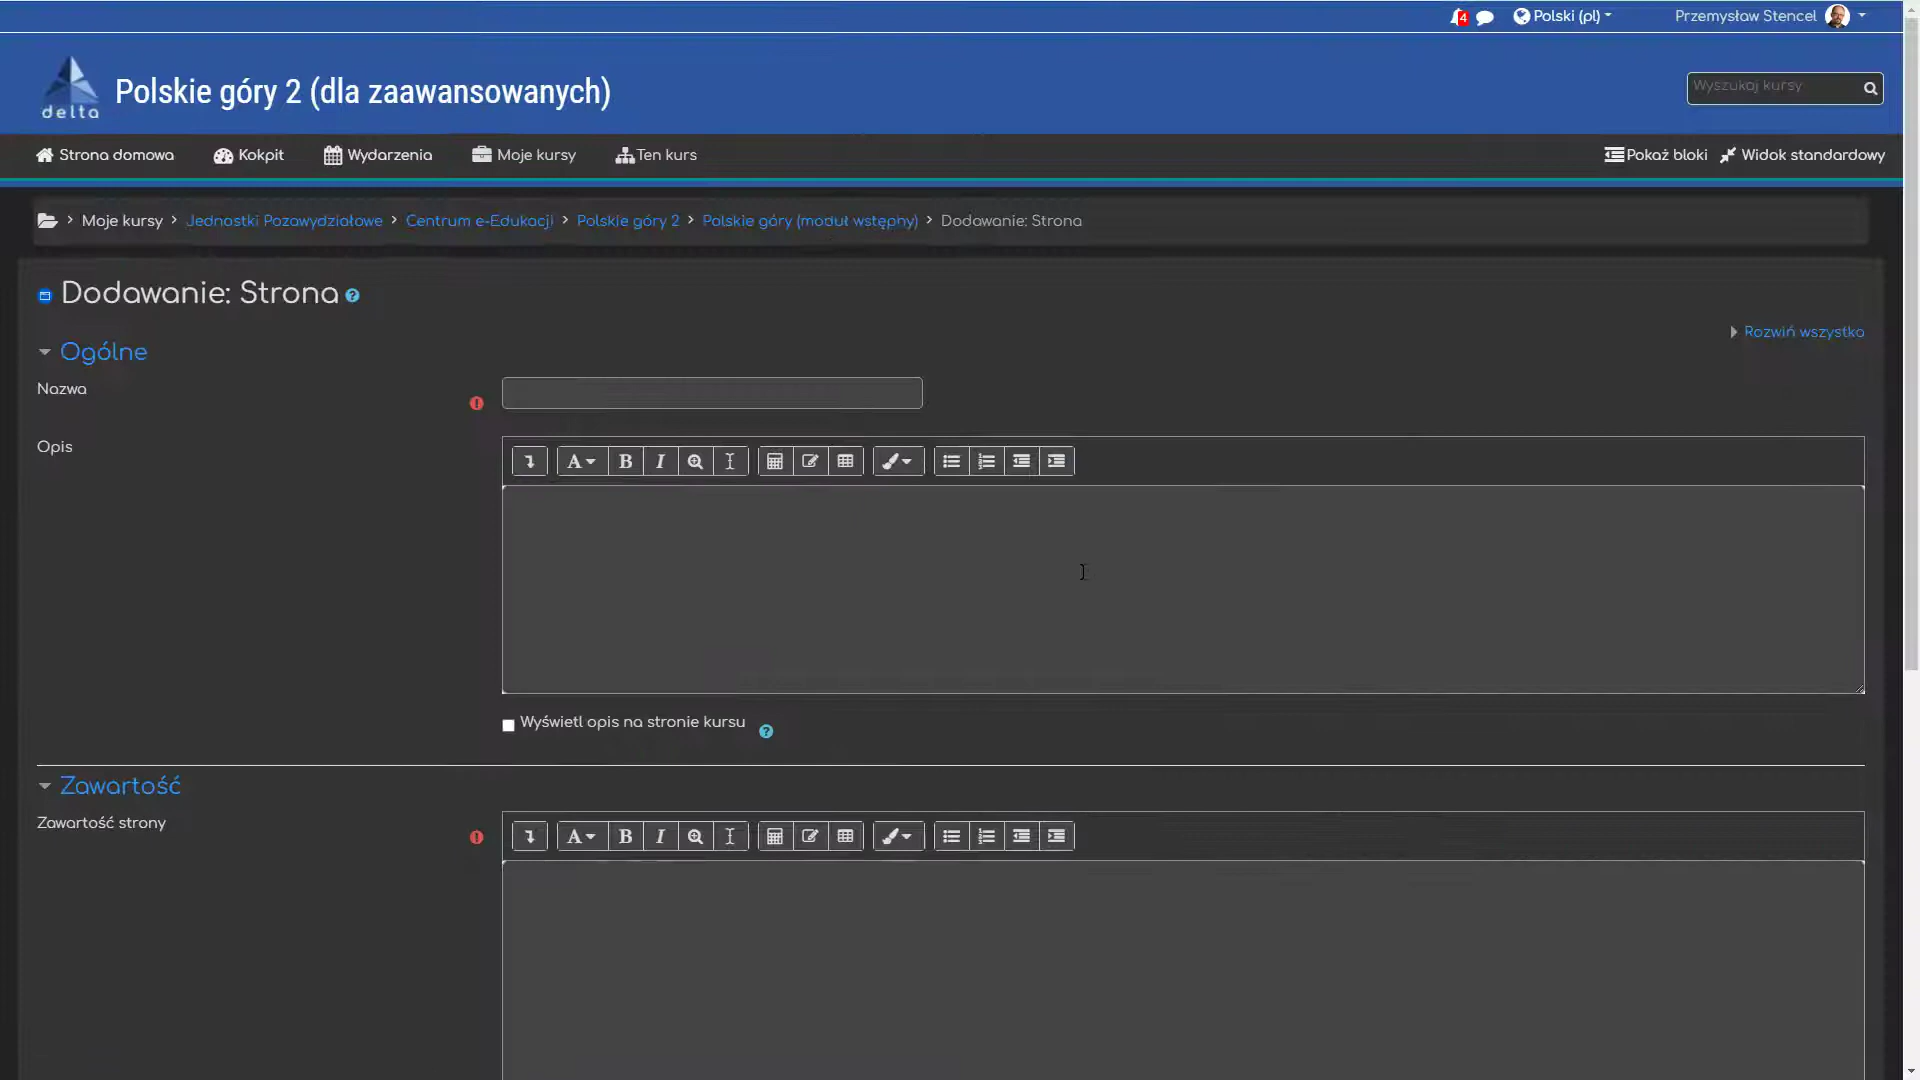 4 Polski (pl) Przemysław Stencel
delta Polskie góry 2 (dla zaawansowanych) Wyszukaj kursy
Strona domowa Kokpit Wydarzenia Moje kursy Ten kurs Pokaż bloki Widok standardowy
Moje kursy > Jednostki Pozawydziałowe > Centrum e-Edukacji > Polskie góry 2 > Polskie góry (moduł wstępny) > Dodawanie: Strona
Dodawanie: Strona
Rozwiń wszystko
Ogólne
Nazwa
Opis
A B I
Wyświetl opis na stronie kursu
Zawartość
Zawartość strony
A B I